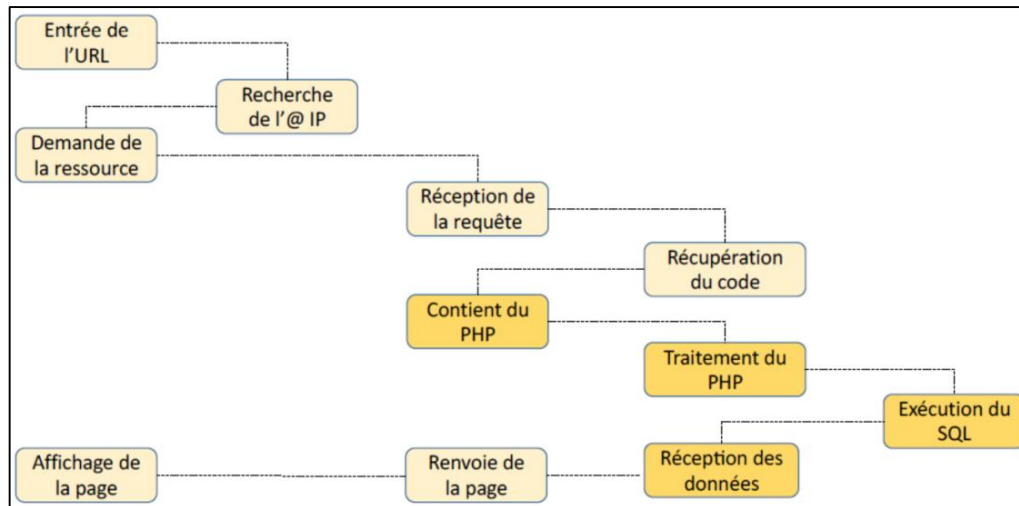 Entrée de
l’URL
Recherche
de l’@ IP
Demande de
la ressource
Réception de
la requête
Récupération
du code
Contient du
PHP
Traitement du
PHP
Exécution du
SQL
Affichage de
la page
Renvoie de
la page
Réception des
données